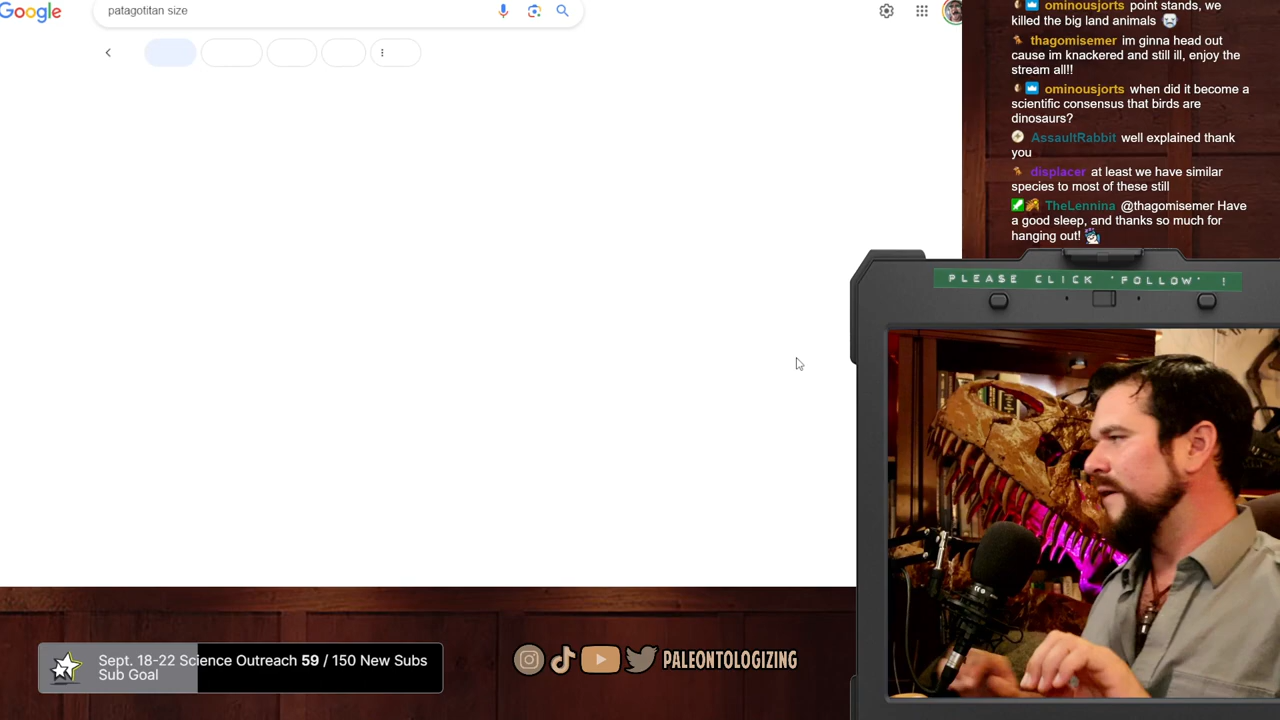 Google
patagotitan size
ominousjorts point stands, we
killed the big land animals
thagomisemer im ginna head out
cause im knackered and still ill, enjoy the
stream all!!
ominousjorts when did it become a
scientific consensus that birds are
dinosaurs?
AssaultRabbit well explained thank
you
displacer at least we have similar
species to most of these still
TheLennina @thagomisemer Have
a good sleep, and thanks so much for
hanging out!
PLEASE CLICK 'FOLLOW' !
Sept. 18-22 Science Outreach 59 / 150 New Subs
Sub Goal
PALEONTOLOGIZING